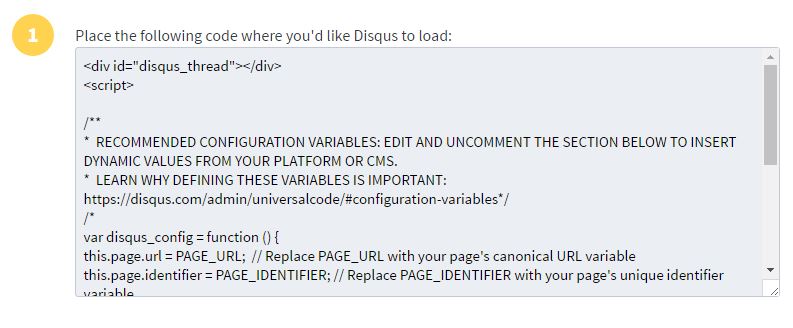 1
Place the following code where you'd like Disqus to load:
<div id="disqus_thread"></div>
<script>
/**
*  RECOMMENDED CONFIGURATION VARIABLES: EDIT AND UNCOMMENT THE SECTION BELOW TO INSERT
DYNAMIC VALUES FROM YOUR PLATFORM OR CMS.
*  LEARN WHY DEFINING THESE VARIABLES IS IMPORTANT:
https://disqus.com/admin/universalcode/#configuration-variables*/
/*
var disqus_config = function () {
this.page.url = PAGE_URL;  // Replace PAGE_URL with your page's canonical URL variable
this.page.identifier = PAGE_IDENTIFIER; // Replace PAGE_IDENTIFIER with your page's unique identifier
variable